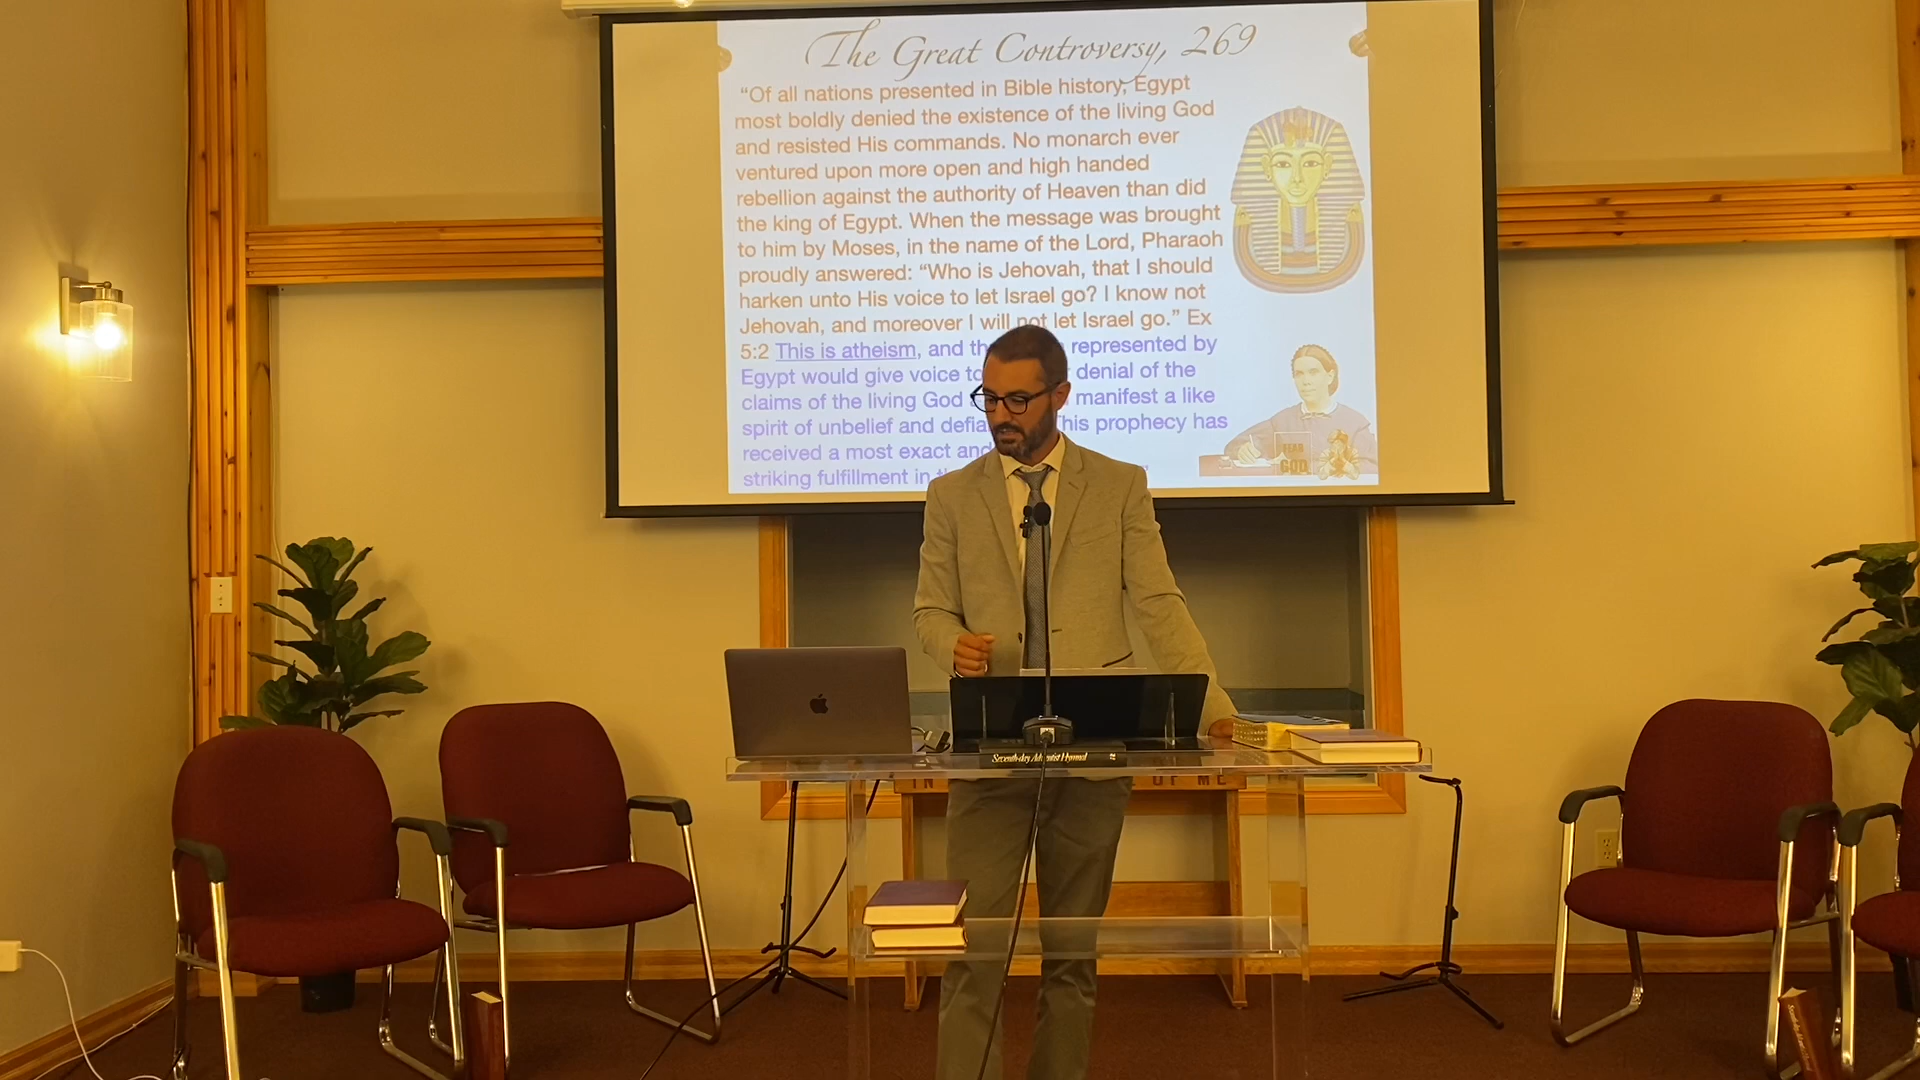 The Great Controversy, 269
“Of all nations presented in Bible history, Egypt
most boldly denied the existence of the living God
and resisted His commands. No monarch ever
ventured upon more open and high handed
rebellion against the authority of Heaven than did
the king of Egypt. When the message was brought
to him by Moses, in the name of the Lord, Pharaoh
proudly answered: “Who is Jehovah, that I should
harken unto His voice to let Israel go? I know not
Jehovah, and moreover I will not let Israel go.” Ex
5:2 This is atheism, and represented by
Egypt would give voice to denial of the
claims of the living God manifest a like
spirit of unbelief and This prophecy has
received a most exact and
striking fulfillment in
FEAR
GOD
Seventh-day Adventist Hymnal
IN OF ME